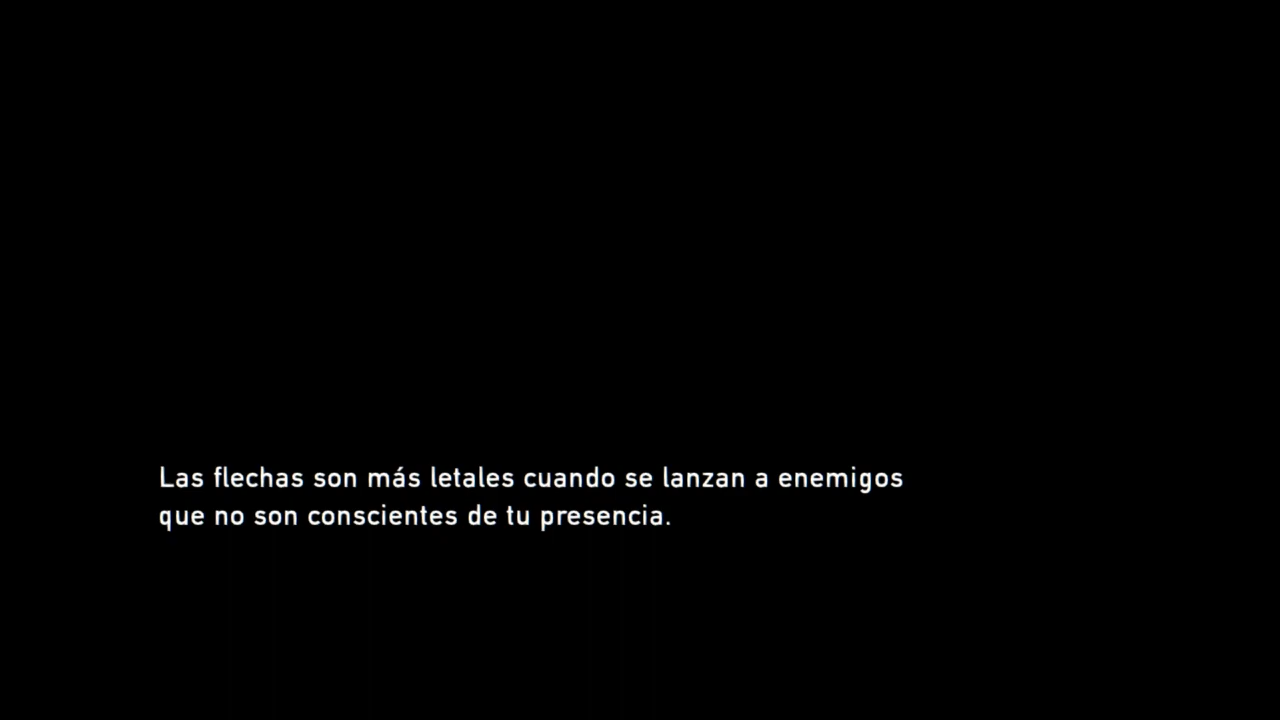 Las flechas son más letales cuando se lanzan a enemigos
que no son conscientes de tu presencia.